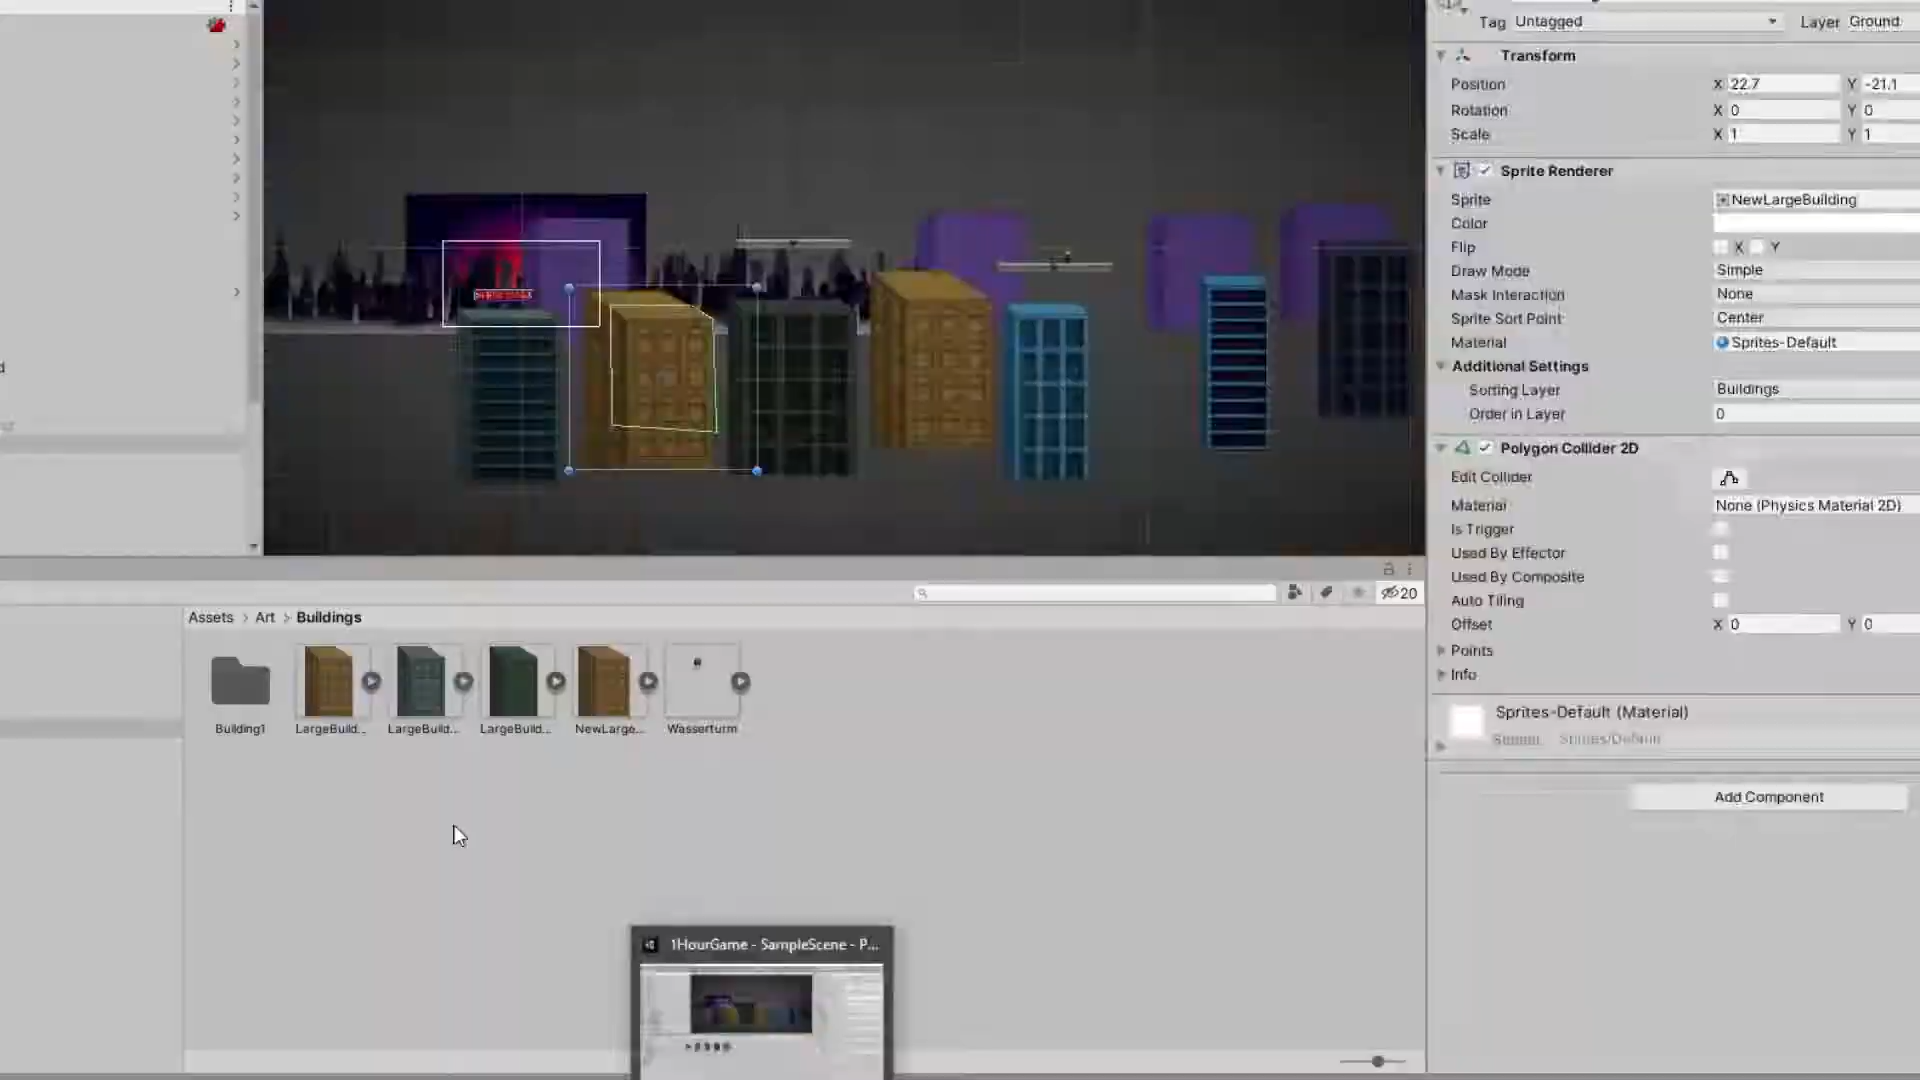 Tag Untagged Layer Ground
Transform
Position X 22.7 Y -21.1
Rotation X 0 Y 0
Scale X 1 Y 1
Sprite Renderer
Sprite NewLargeBuilding
Color
Flip X Y
Draw Mode Simple
Mask Interaction None
Sprite Sort Point Center
Material Sprites-Default
Additional Settings
Sorting Layer Buildings
Order in Layer 0
Polygon Collider 2D
Edit Collider
Material None (Physics Material 2D)
Is Trigger
Used By Effector
Used By Composite
Auto Tiling
Offset X 0 Y 0
Points
Info
Sprites-Default (Material)
Sprites/Default
Add Component
20
Assets > Art > Buildings
Building1 LargeBuild... LargeBuild... LargeBuild... NewLarge... Wasserturm
1HourGame - SampleScene - P...